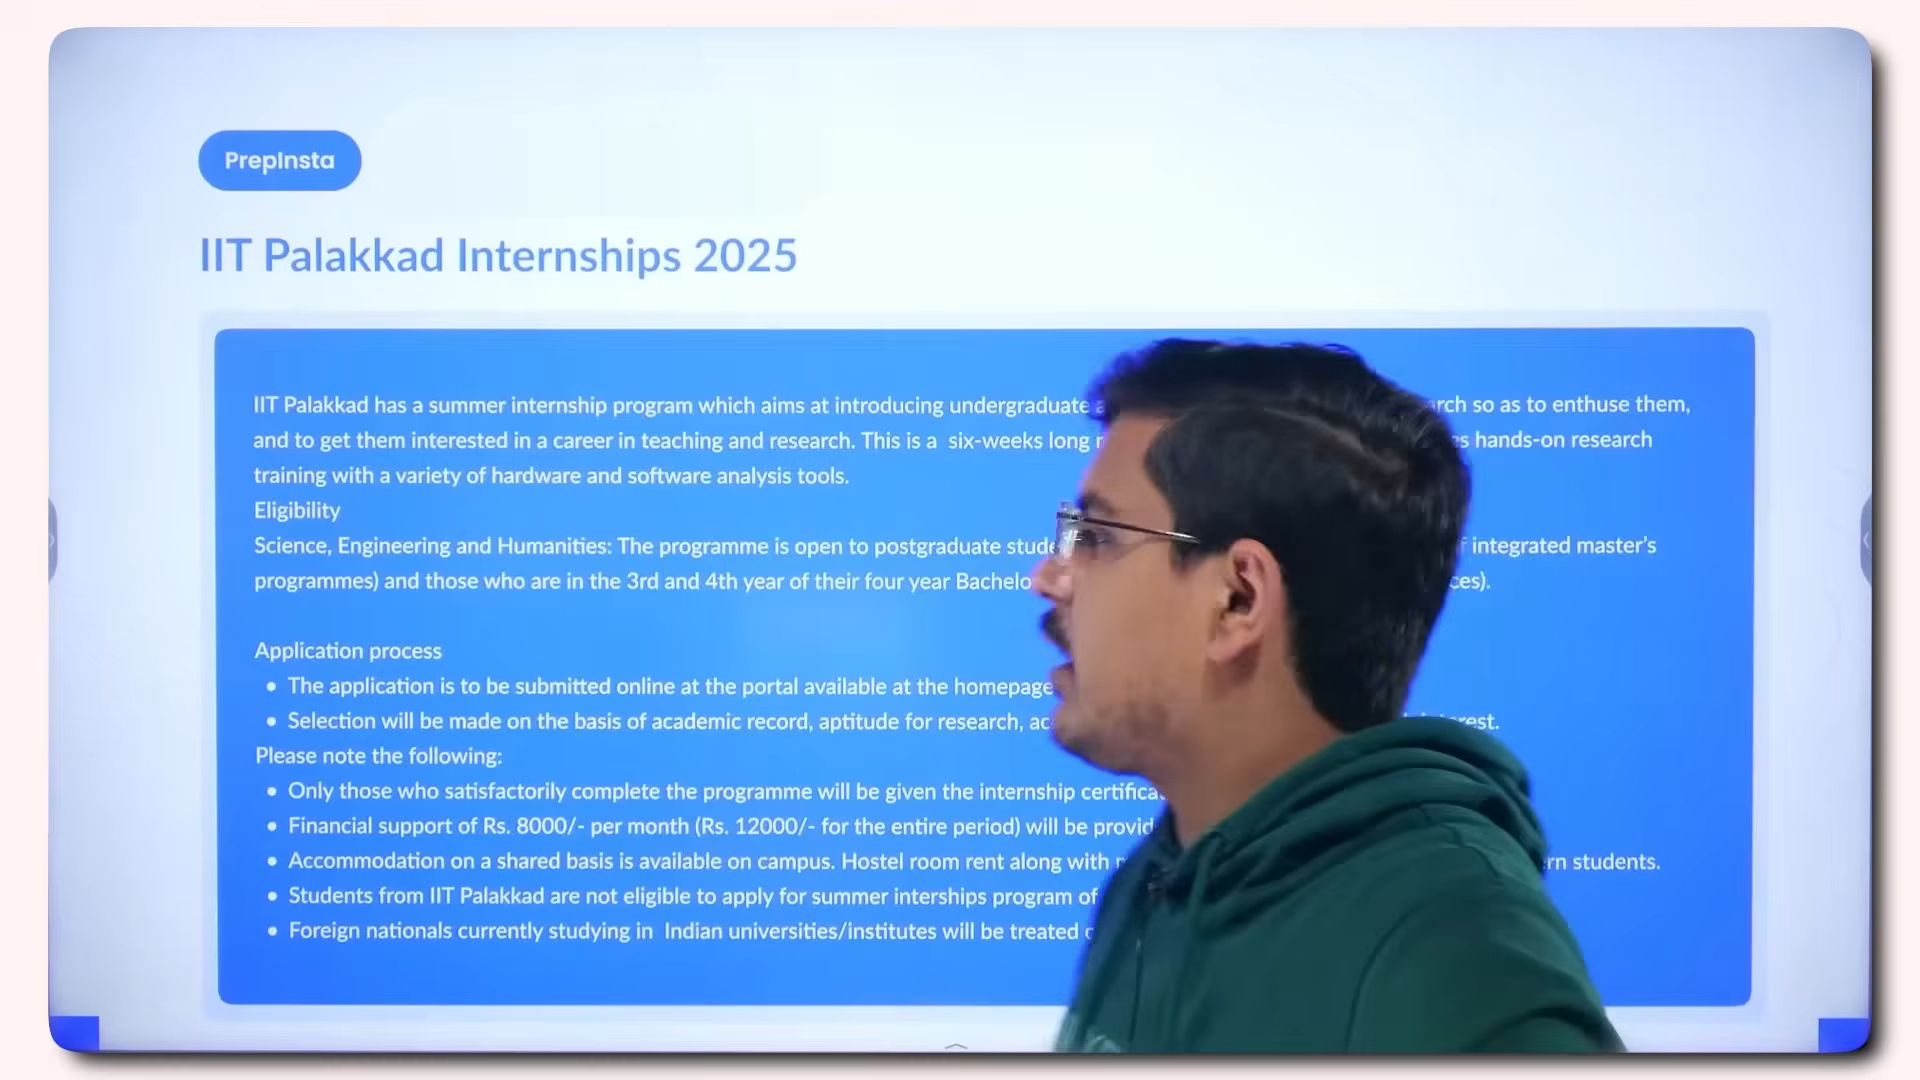 PrepInsta
IIT Palakkad Internships 2025
IIT Palakkad has a summer internship program which aims at introducing undergraduate so as to enthuse them,
and to get them interested in a career in teaching and research. This is a six-weeks long hands-on research
training with a variety of hardware and software analysis tools.
Eligibility
Science, Engineering and Humanities: The programme is open to postgraduate integrated master's
programmes) and those who are in the 3rd and 4th year of their four year
Application process
• The application is to be submitted online at the portal available at the homepage
• Selection will be made on the basis of academic record, aptitude for research,
Please note the following:
• Only those who satisfactorily complete the programme will be given the internship
• Financial support of Rs. 8000/- per month (Rs. 12000/- for the entire period) will be
• Accommodation on a shared basis is available on campus. Hostel room rent along with students.
• Students from IIT Palakkad are not eligible to apply for summer interships program of
• Foreign nationals currently studying in Indian universities/institutes will be treated